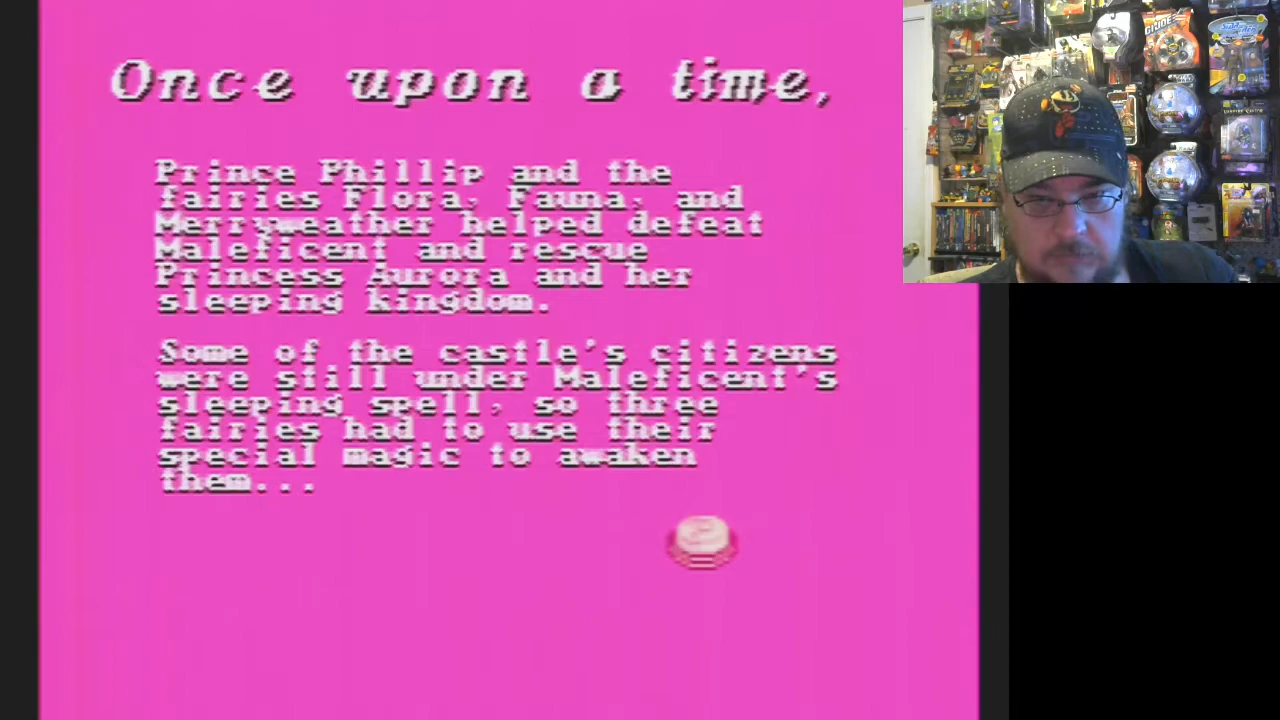 Once upon a time,
Prince Phillip and the
fairies Flora, Fauna, and
Merryweather helped defeat
Maleficent and rescue
Princess Aurora and her
sleeping kingdom.
Some of the castle's citizens
were still under Maleficent's
sleeping spell, so three
fairies had to use their
special magic to awaken
them...